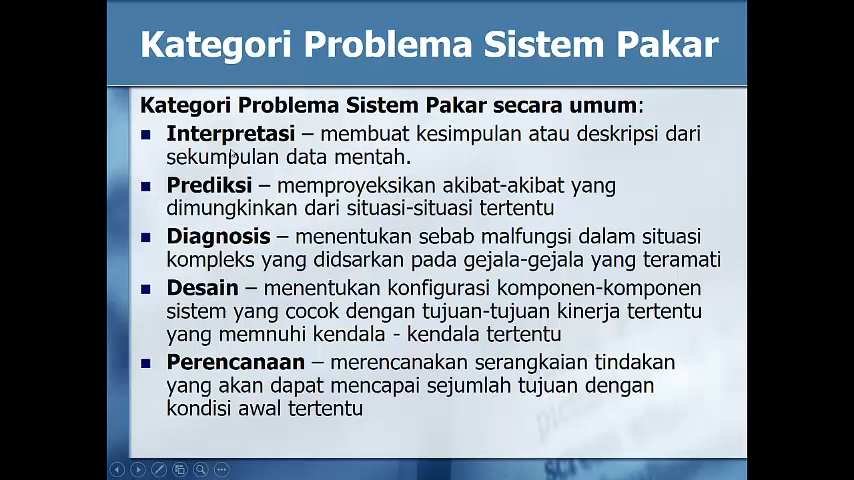 Kategori Problema Sistem Pakar
Kategori Problema Sistem Pakar secara umum:
Interpretasi – membuat kesimpulan atau deskripsi dari
sekumpulan data mentah.
Prediksi – memproyeksikan akibat-akibat yang
dimungkinkan dari situasi-situasi tertentu
Diagnosis – menentukan sebab malfungsi dalam situasi
kompleks yang didsarkan pada gejala-gejala yang teramati
Desain – menentukan konfigurasi komponen-komponen
sistem yang cocok dengan tujuan-tujuan kinerja tertentu
yang memnuhi kendala - kendala tertentu
Perencanaan – merencanakan serangkaian tindakan
yang akan dapat mencapai sejumlah tujuan dengan
kondisi awal tertentu